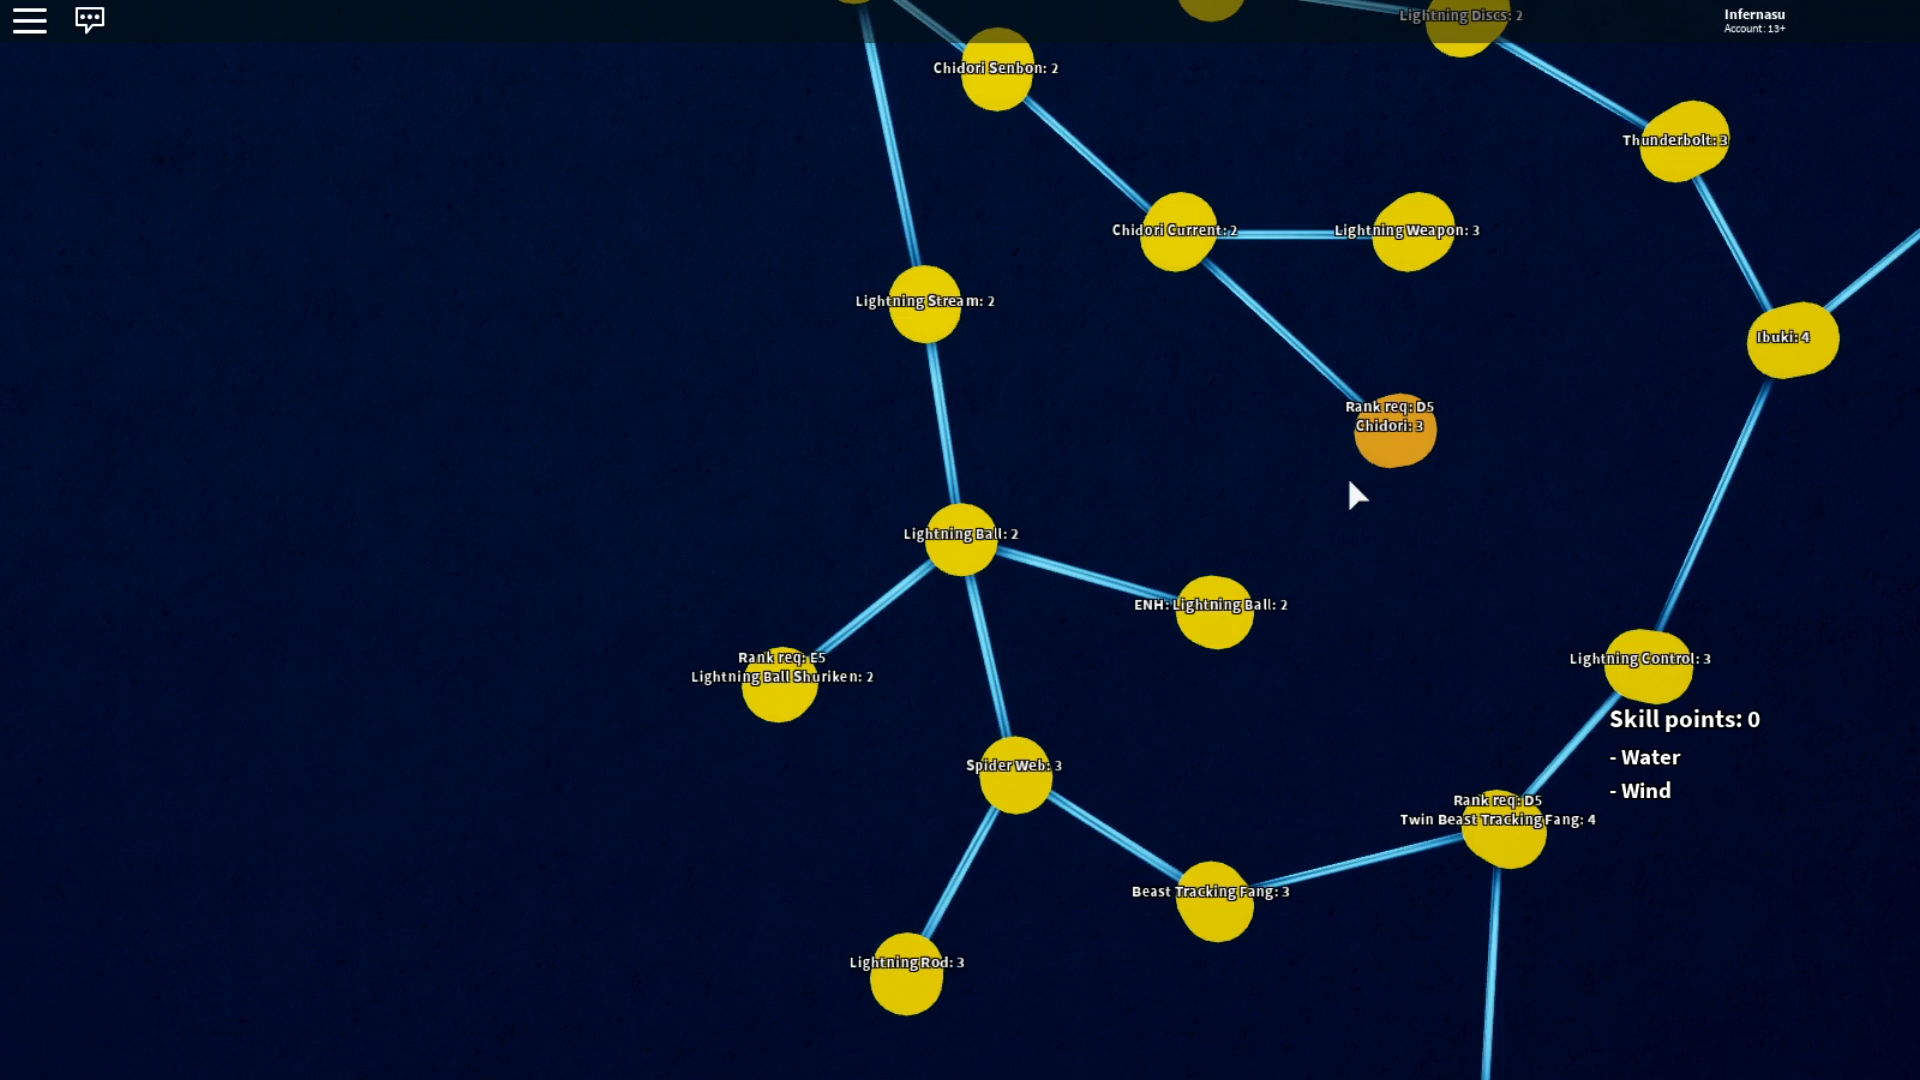 Lightning Discs: 2
Infernasu
Account: 13+
Chidori Senbon: 2
Thunderbolt: 3
Chidori Current: 2
Lightning Weapon: 3
Lightning Stream: 2
Ibuki: 4
Rank req: D5
Chidori: 3
Lightning Ball: 2
ENH: Lightning Ball: 2
Rank req: E5
Lightning Ball Shuriken: 2
Lightning Control: 3
Skill points: 0
- Water
- Wind
Spider Web: 3
Rank req: D5
Twin Beast Tracking Fang: 4
Beast Tracking Fang: 3
Lightning Rod: 3